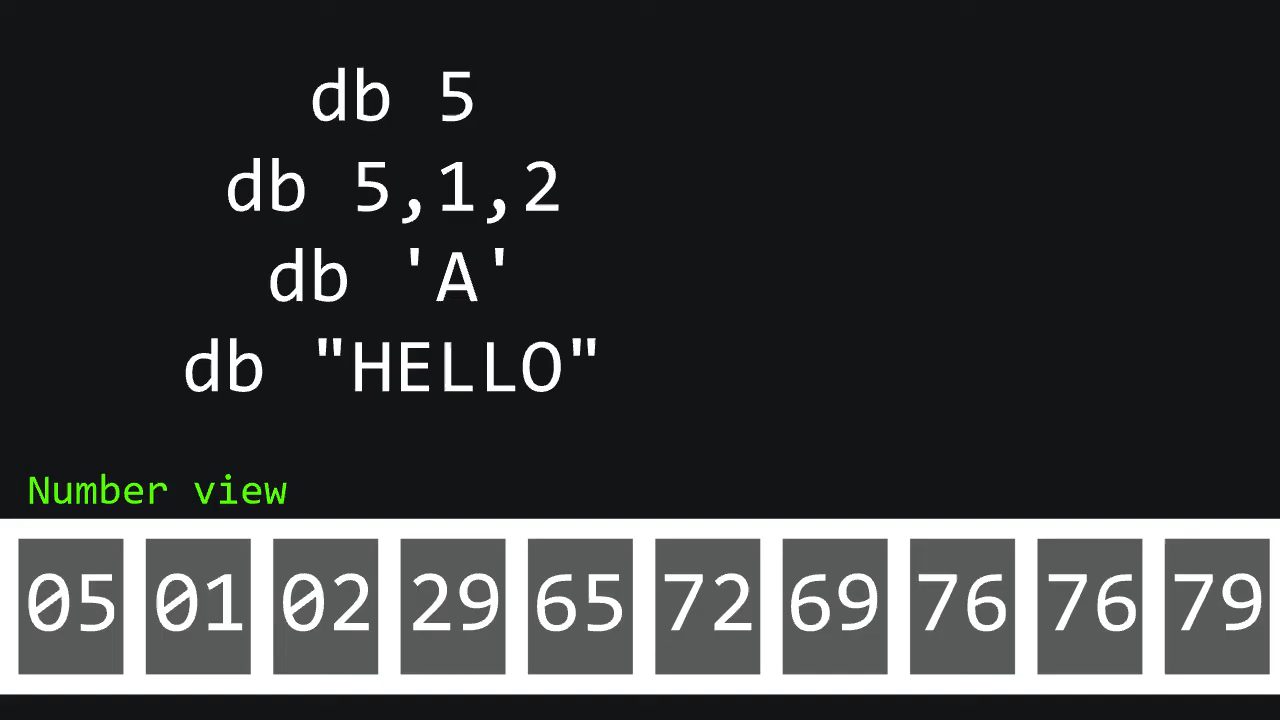 db 5
db 5,1,2
db 'A'
db "HELLO"
Number view
05 01 02 29 65 72 69 76 76 79